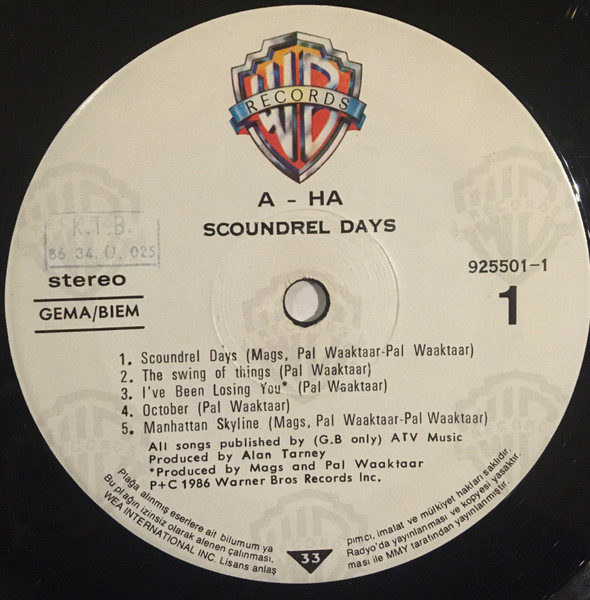 WB
RECORDS
A - HA
SCOUNDREL DAYS
K.T.B.
86. 34. O. 025
stereo
GEMA/BIEM
925501-1
1
1. Scoundrel Days (Mags, Pal Waaktaar-Pal Waaktaar)
2. The swing of things (Pal Waaktaar)
3. I've Been Losing You* (Pal Waaktaar)
4. October (Pal Waaktaar)
5. Manhattan Skyline (Mags, Pal Waaktaar-Pal Waaktaar)
All songs published by (G.B only) ATV Music
Produced by Alan Tarney
*Produced by Mags and Pal Waaktaar
P+C 1986 Warner Bros Records Inc.
Plağa alınmış eserlere ait bilumum ya
Bu plağın izinsiz olarak alenen çalınması,
WEA INTERNATIONAL INC. Lisans anlaş
33
pımcı, imalat ve mülkiyet hakları saklıdır.
Radyo'da yayınlanması ve kopyesi yasaktır.
ması ile MMY tarafından yayınlanmıştır.